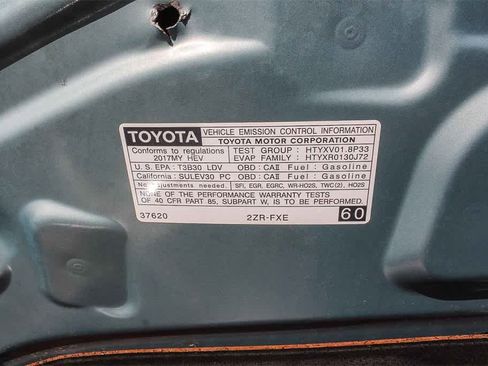 TOYOTA VEHICLE EMISSION CONTROL INFORMATION
TOYOTA MOTOR CORPORATION
Conforms to regulations
2017MY HEV
TEST GROUP : HTYXV01.8P33
EVAP FAMILY : HTYXR0130J72
U.S. EPA : T3B30 LDV OBD : CAII Fuel : Gasoline
California : SULEV30 PC OBD : CAII Fuel : Gasoline
No adjustments needed. SFI, EGR, EGRC, WR-HO2S, TWC(2), HO2S
NONE OF THE PERFORMANCE WARRANTY TESTS
OF 40 CFR PART 85, SUBPART W, IS TO BE PERFORMED.
37620 2ZR-FXE 60